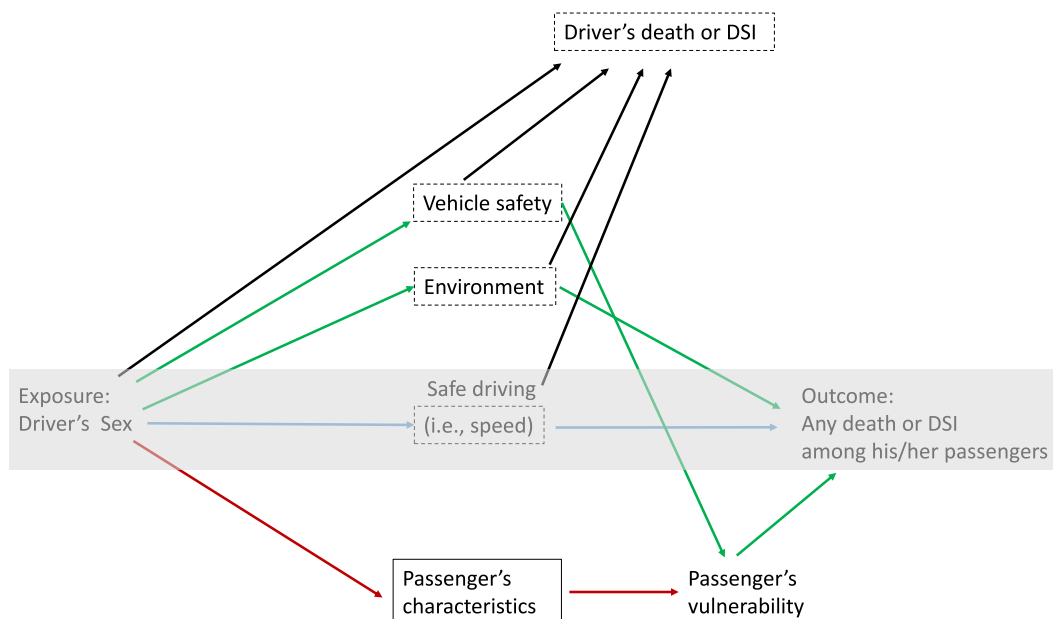 Driver's death or DSI
Vehicle safety
Environment
Exposure:
Driver's Sex
Safe driving
(i.e., speed)
Outcome:
Any death or DSI
among his/her passengers
Passenger's
characteristics
Passenger's
vulnerability